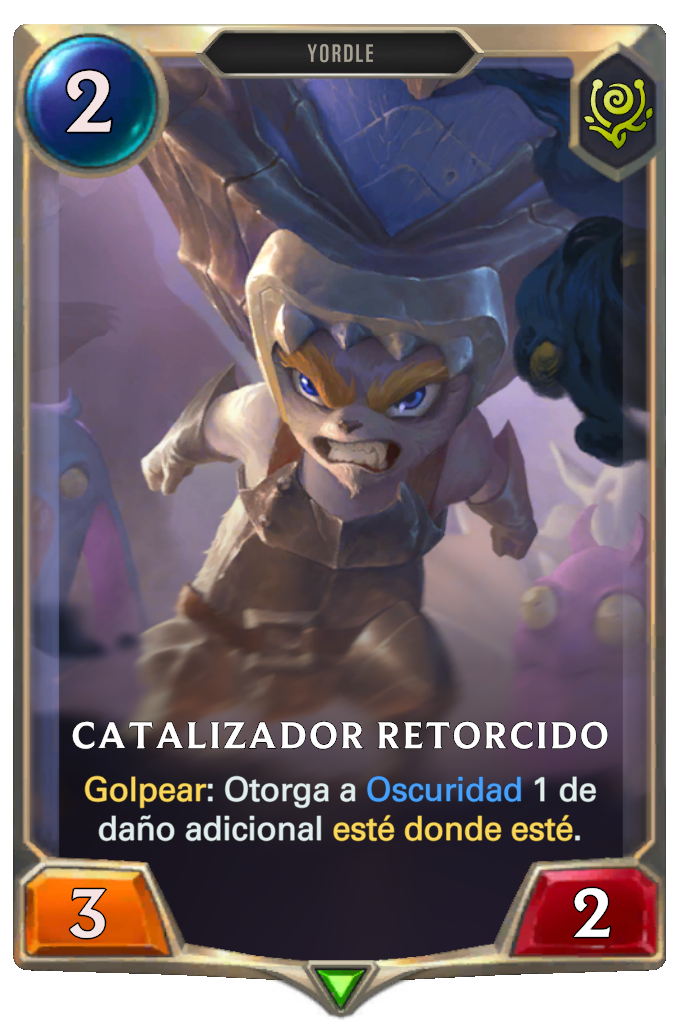 YORDLE
2
CATALIZADOR RETORCIDO
Golpear: Otorga a Oscuridad 1 de
daño adicional esté donde esté.
3
2